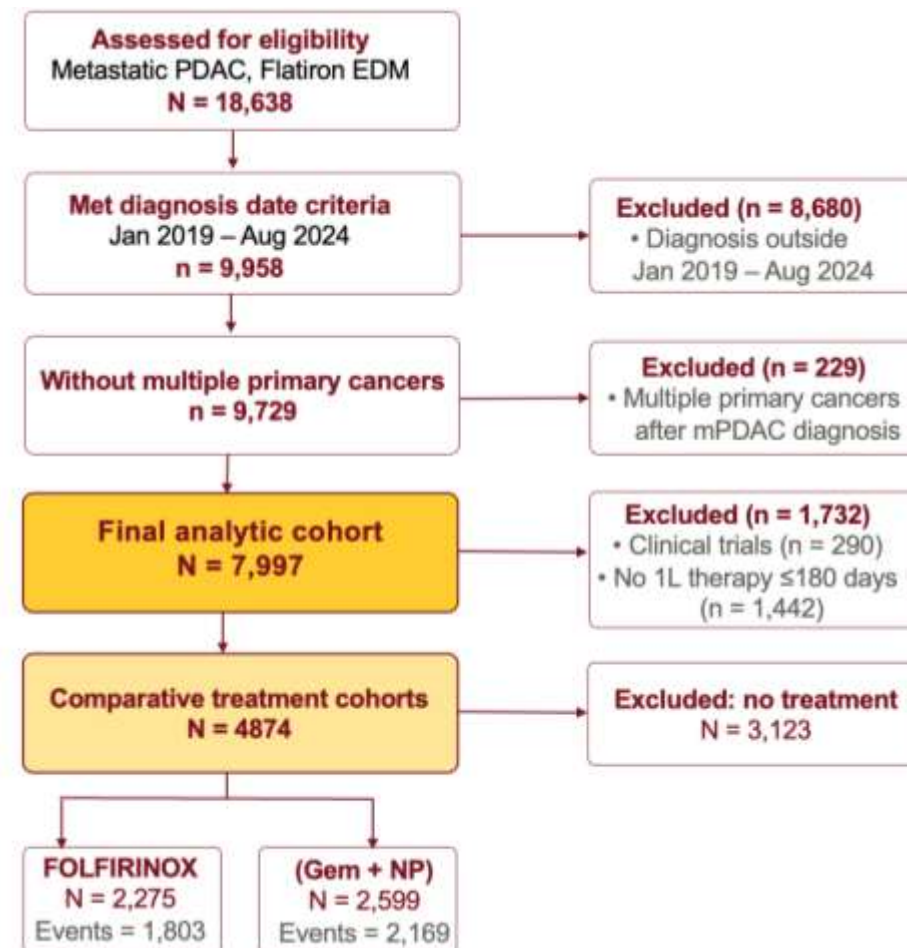 Assessed for eligibility
Metastatic PDAC, Flatiron EDM
N = 18,638
Met diagnosis date criteria
Jan 2019 – Aug 2024
n = 9,958
Excluded (n = 8,680)
• Diagnosis outside
Jan 2019 – Aug 2024
Without multiple primary cancers
n = 9,729
Excluded (n = 229)
• Multiple primary cancers
after mPDAC diagnosis
Final analytic cohort
N = 7,997
Excluded (n = 1,732)
• Clinical trials (n = 290)
• No 1L therapy ≤180 days
(n = 1,442)
Comparative treatment cohorts
N = 4874
Excluded: no treatment
N = 3,123
FOLFIRINOX
N = 2,275
Events = 1,803
(Gem + NP)
N = 2,599
Events = 2,169